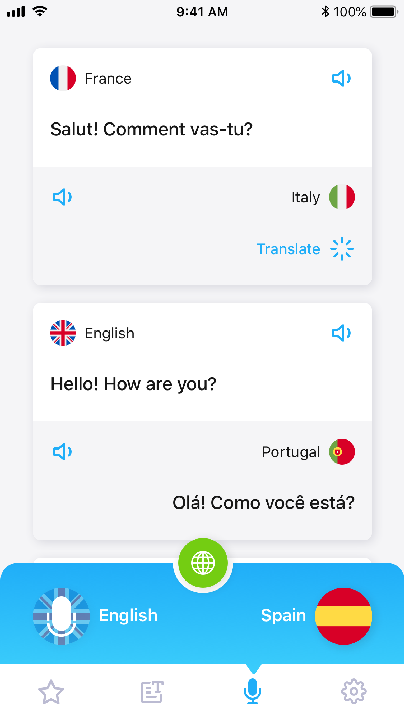 9:41 AM
100%
France
Salut! Comment vas-tu?
Italy
Translate
English
Hello! How are you?
Portugal
Olá! Como você está?
English
Spain
T